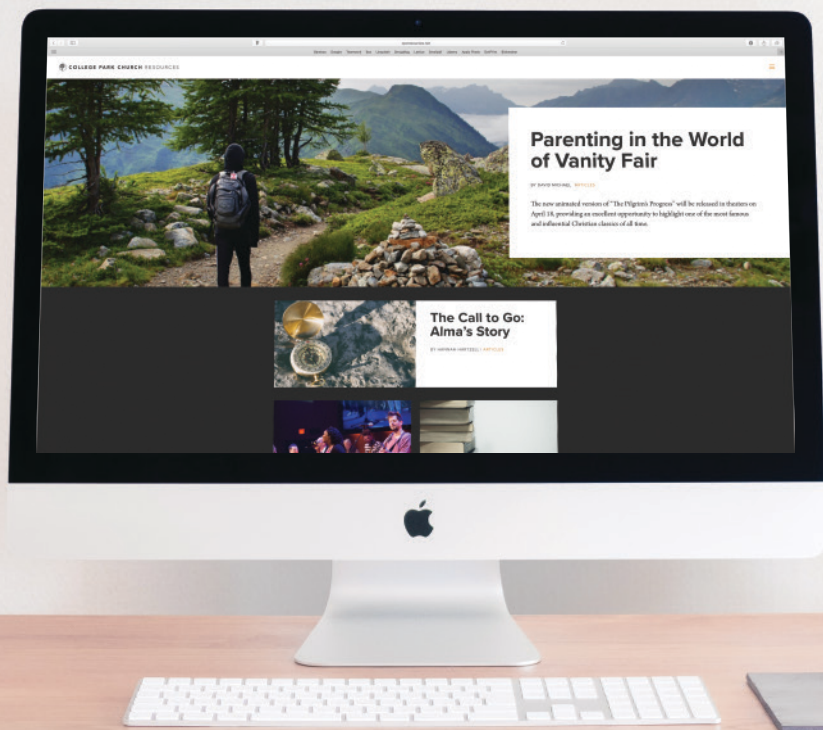 COLLEGE PARK CHURCH RESOURCES
Parenting in the World
of Vanity Fair
BY DAVID MICHAEL ARTICLES
The new animated version of "The Pilgrim's Progress" will be released in theaters on
April 18, providing an excellent opportunity to highlight one of the most famous
and influential Christian classics of all time.
The Call to Go:
Alma's Story
ARTICLES